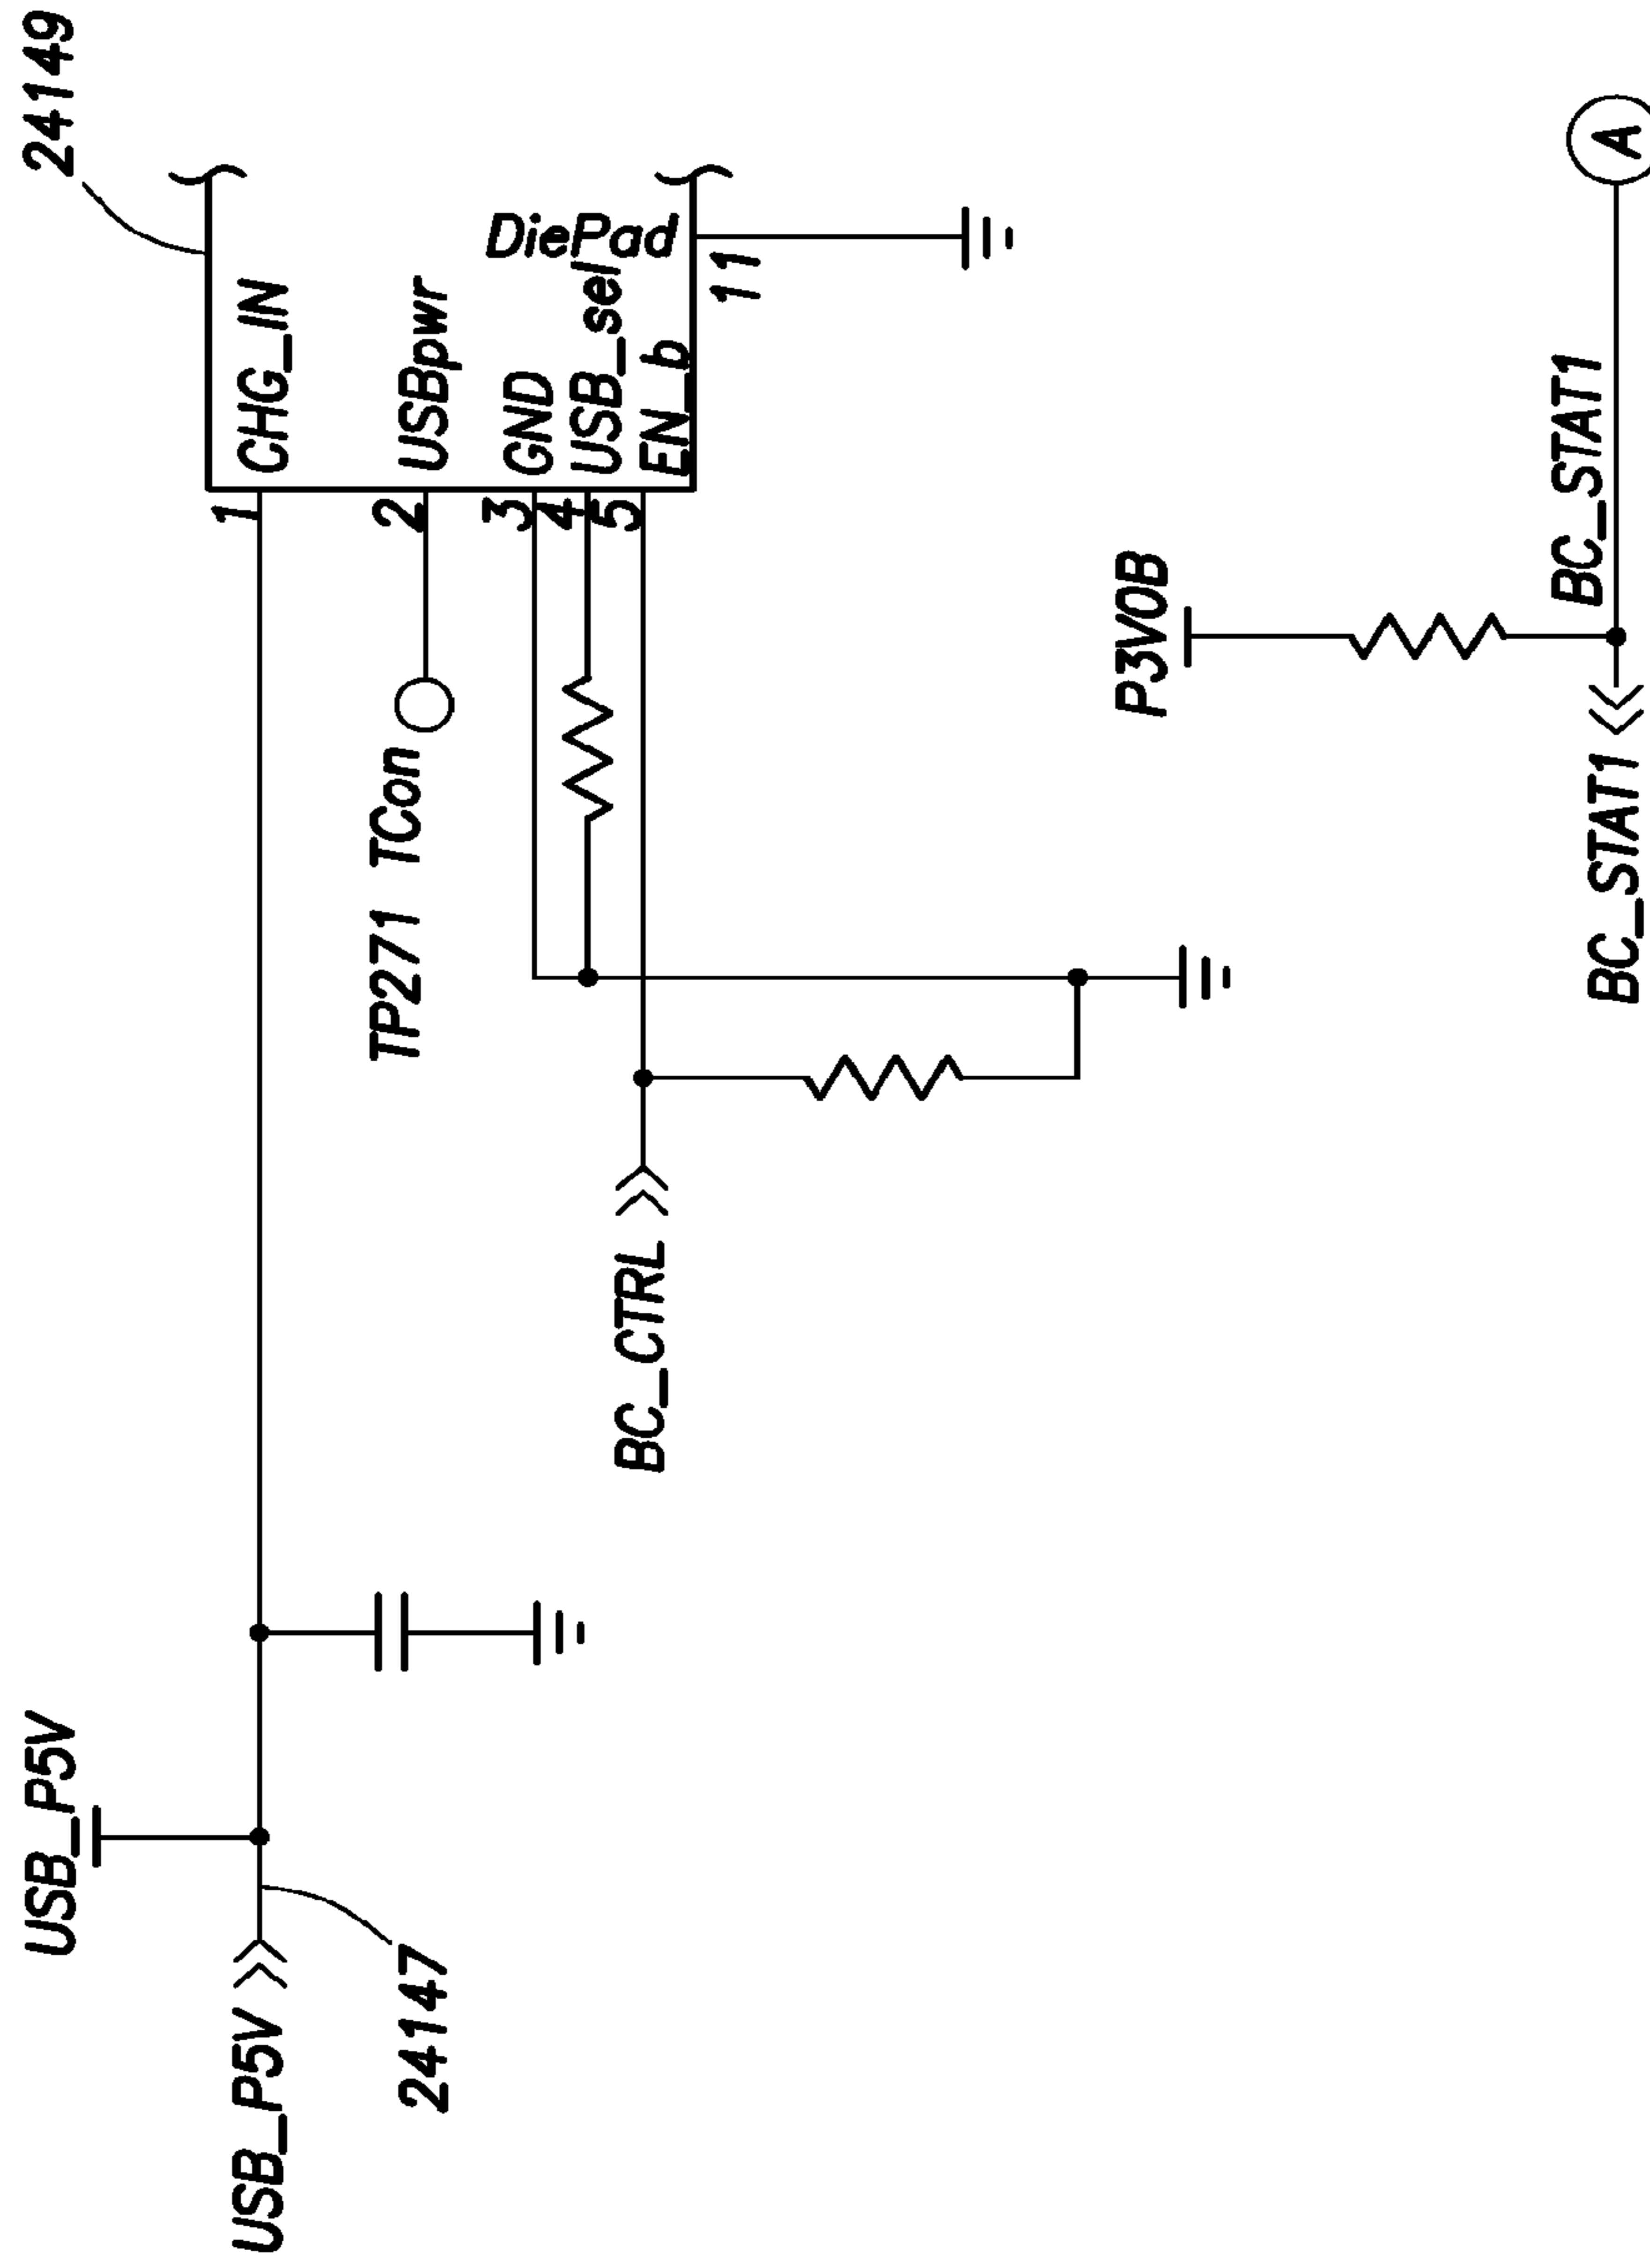 24149
USB_P5V
USB_P5V
24147
CHG_IN
1
USBpwr
2
TP271 TCon
GND
3
USB_sel
4
EN_b
5
DiePad
11
BC_CTRL
P3V0B
BC_STAT1
BC_STAT1
A